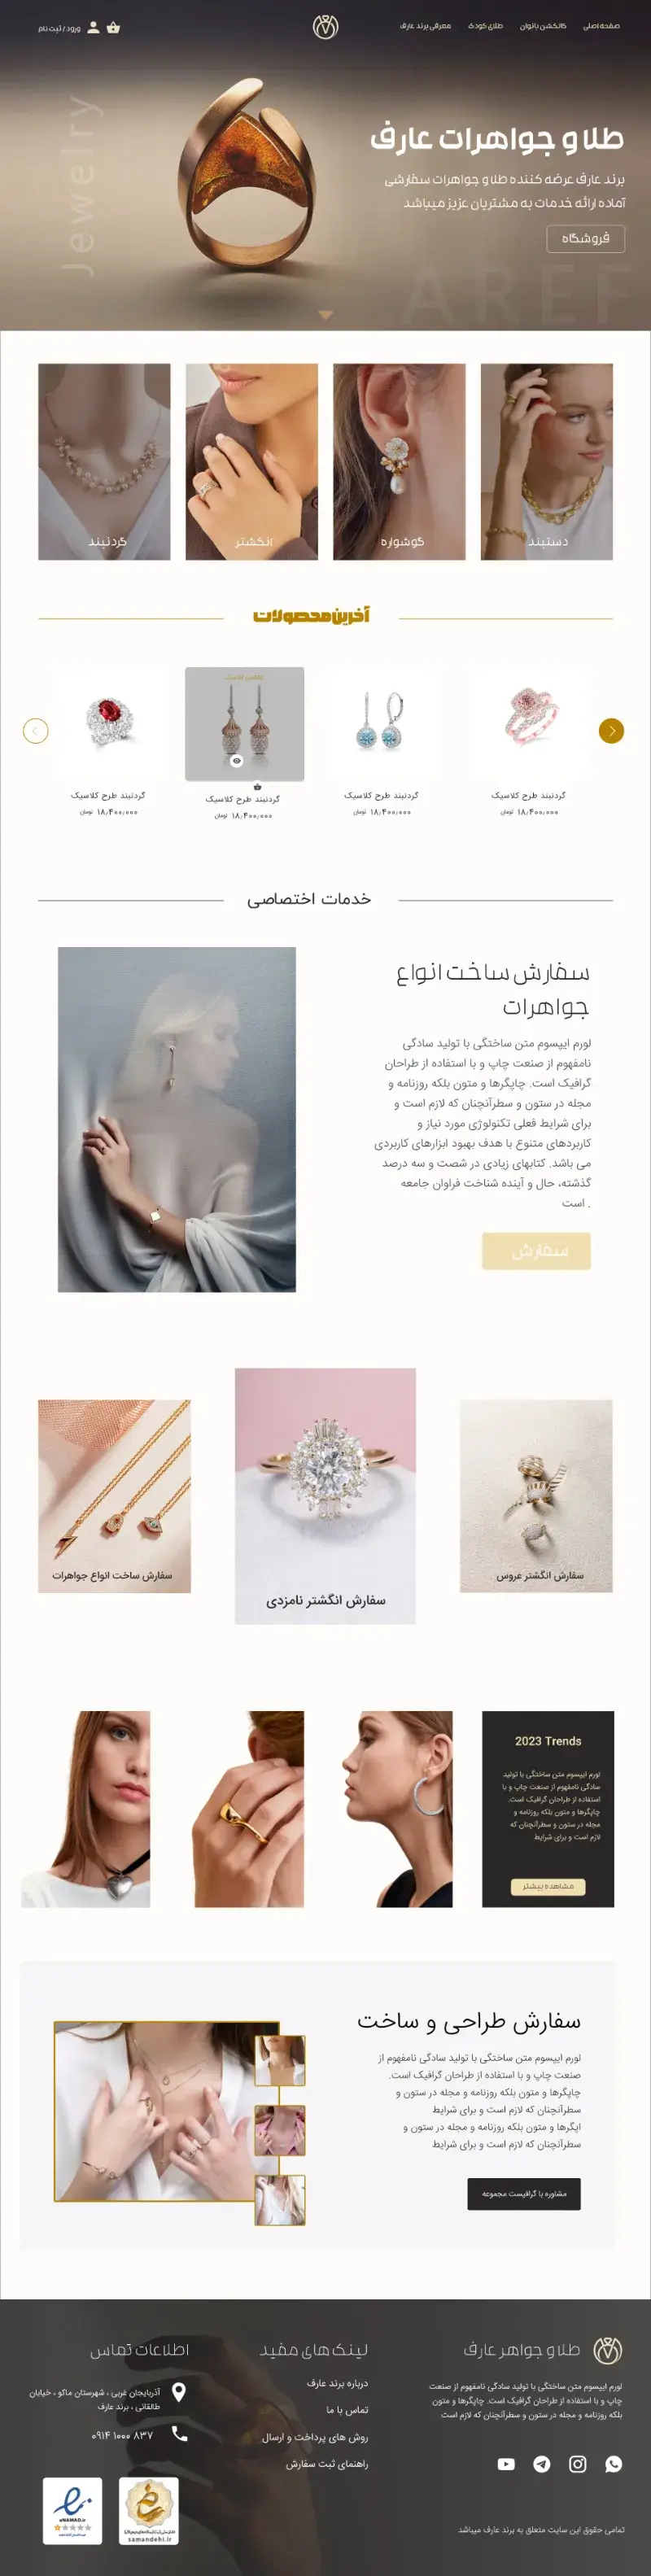 صفحه اصلی
کالکشن بانوان
طلای کودک
معرفی برند عارف
ورود / ثبت نام
Jewelry
طلا و جواهرات عارف
برند عارف عرضه کننده طلا و جواهرات سفارشی
آماده ارائه خدمات به مشتریان عزیز میباشد
فروشگاه
AREF
دستبند
گوشواره
انگشتر
گردنبند
آخرین محصولات
گردنبند طرح کلاسیک
۱۸٫۴۰۰٫۰۰۰ تومان
گردنبند طرح کلاسیک
۱۸٫۴۰۰٫۰۰۰ تومان
گردنبند طرح کلاسیک
۱۸٫۴۰۰٫۰۰۰ تومان
گردنبند طرح کلاسیک
۱۸٫۴۰۰٫۰۰۰ تومان
خدمات اختصاصی
سفارش ساخت انواع
جواهرات
لورم ایپسوم متن ساختگی با تولید سادگی
نامفهوم از صنعت چاپ و با استفاده از طراحان
گرافیک است. چاپگرها و متون بلکه روزنامه و
مجله در ستون و سطرآنچنان که لازم است و
برای شرایط فعلی تکنولوژی مورد نیاز و
کاربردهای متنوع با هدف بهبود ابزارهای کاربردی
می باشد. کتابهای زیادی در شصت و سه درصد
گذشته، حال و آینده شناخت فراوان جامعه
است .
سفارش
سفارش انگشتر عروس
سفارش انگشتر نامزدی
سفارش ساخت انواع جواهرات
2023 Trends
لورم ایپسوم متن ساختگی با تولید
سادگی نامفهوم از صنعت چاپ و با
استفاده از طراحان گرافیک است.
چاپگرها و متون بلکه روزنامه و
مجله در ستون و سطرآنچنان که
لازم است و برای شرایط
مشاهده بیشتر
سفارش طراحی و ساخت
لورم ایپسوم متن ساختگی با تولید سادگی نامفهوم از
صنعت چاپ و با استفاده از طراحان گرافیک است.
چاپگرها و متون بلکه روزنامه و مجله در ستون و
سطرآنچنان که لازم است و برای شرایط
اپگرها و متون بلکه روزنامه و مجله در ستون و
سطرآنچنان که لازم است و برای شرایط
مشاوره با گرافیست مجموعه
طلا و جواهر عارف
لورم ایپسوم متن ساختگی با تولید سادگی نامفهوم از صنعت
چاپ و با استفاده از طراحان گرافیک است. چاپگرها و متون
بلکه روزنامه و مجله در ستون و سطرآنچنان که لازم است
تمامی حقوق این سایت متعلق به برند عارف میباشد
لینک های مفید
درباره برند عارف
تماس با ما
روش های پرداخت و ارسال
راهنمای ثبت سفارش
اطلاعات تماس
آذربایجان غربی ، شهرستان ماکو ، خیابان
طالقانی ، برند عارف
۰۹۱۴ ۱۰۰۰ ۸۳۷
samandehi.ir
eNAMAD.ir